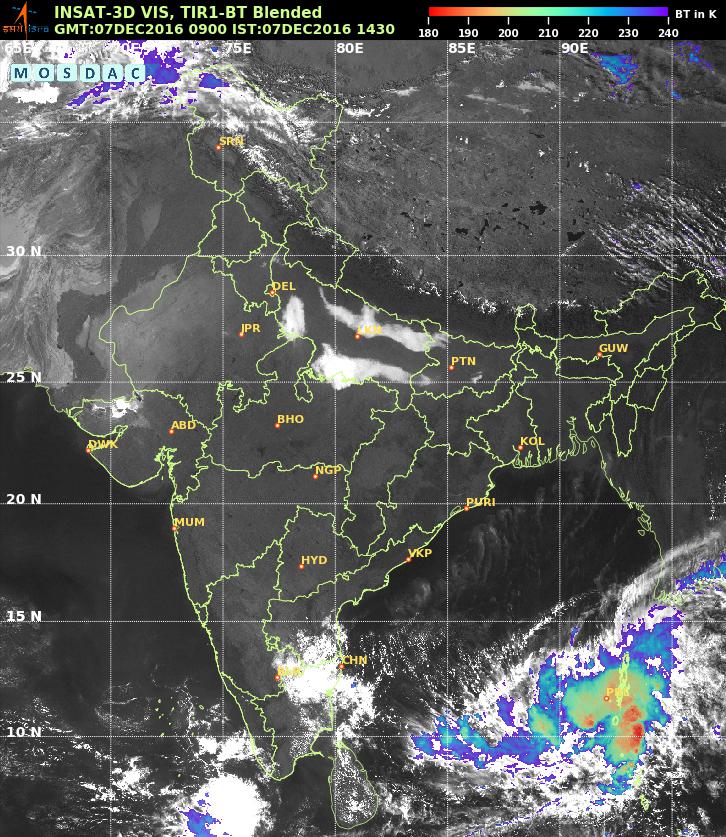 INSAT-3D VIS, TIR1-BT Blended
GMT:07DEC2016 0900 IST:07DEC2016 1430
BT in K
180 190 200 210 220 230 240
65E 70E 75E 80E 85E 90E
MOSDAC
SRN
30 N
DEL
JPR
LKN
GUW
PTN
25 N
BHO
ABD
KOL
DWK
NGP
20 N
PURI
MUM
VKP
HYD
15 N
CHN
10 N